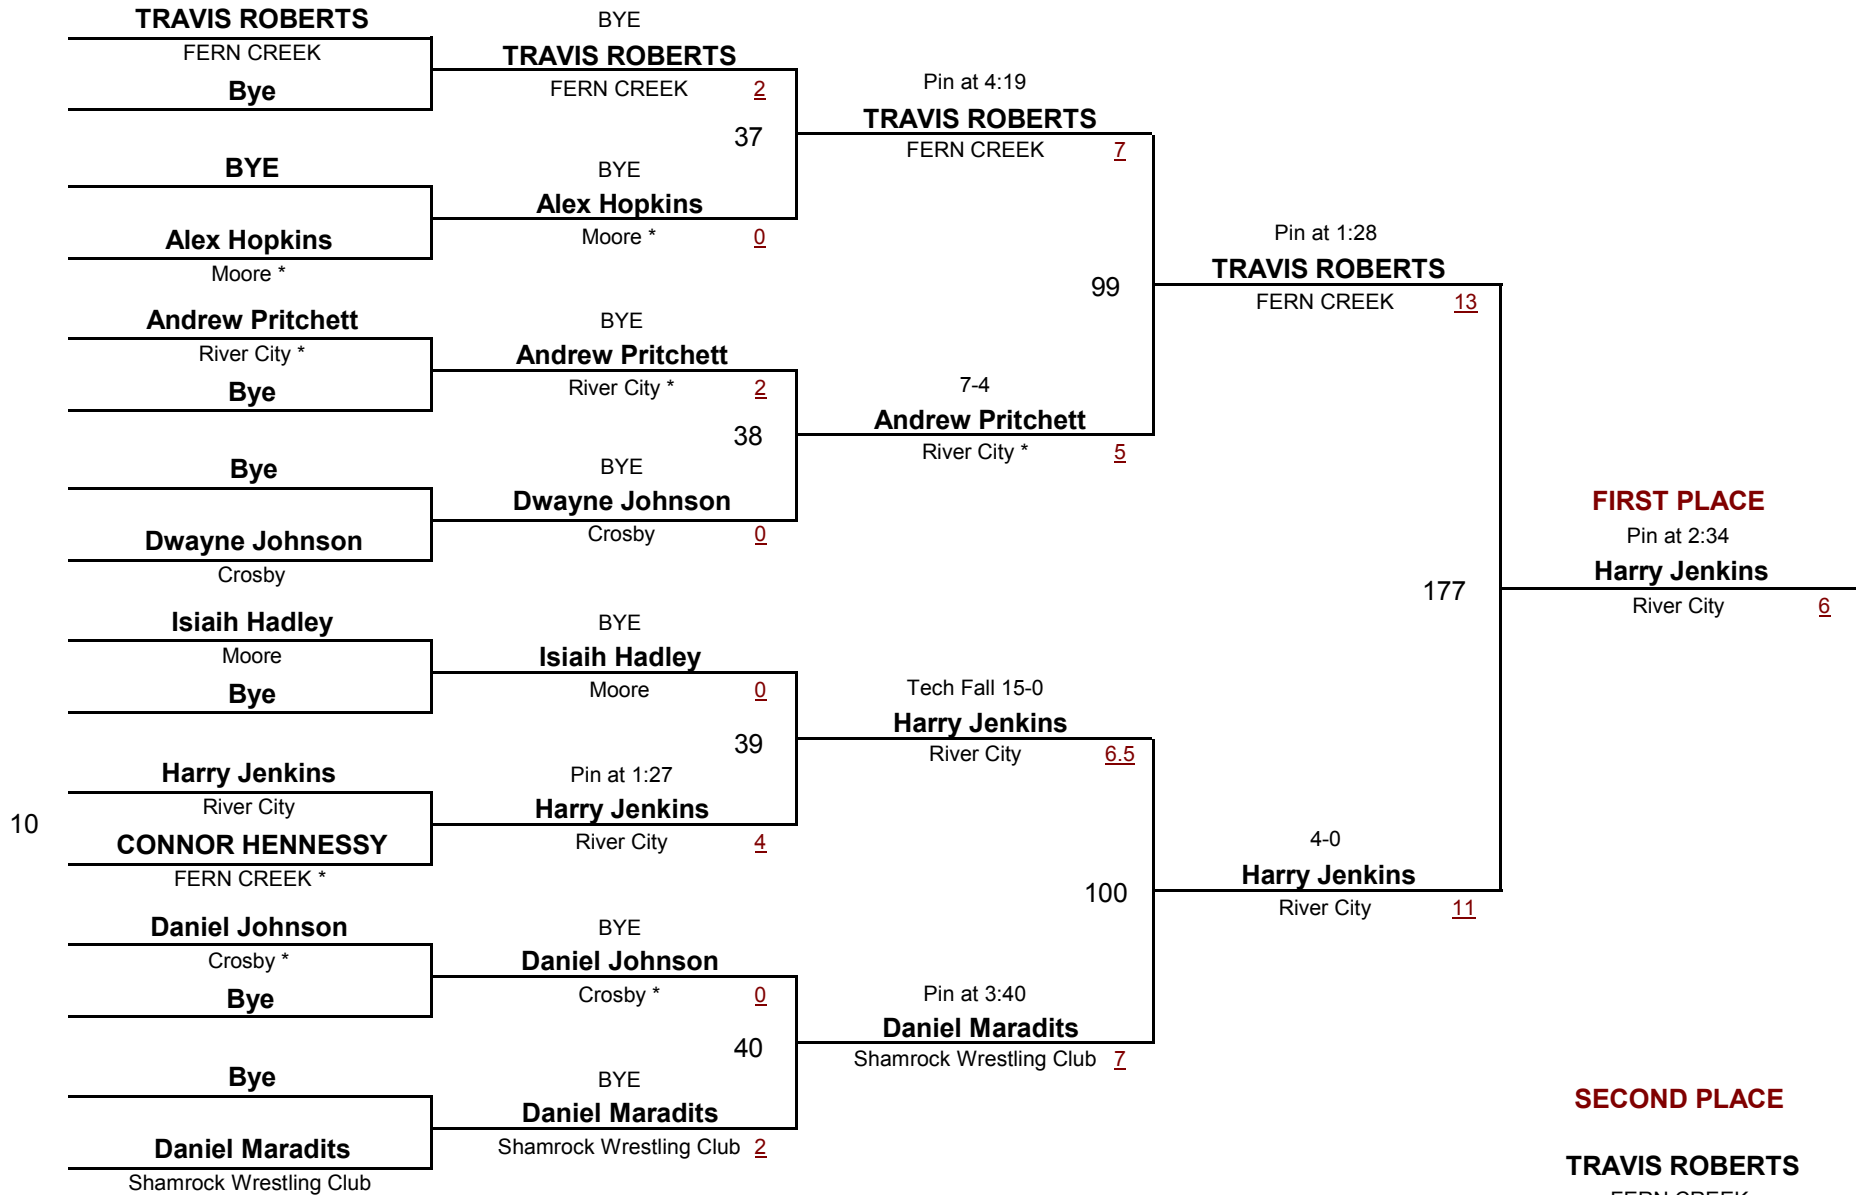 TRAVIS ROBERTS
FERN CREEK
Bye
BYE
Alex Hopkins
Moore *
Andrew Pritchett
River City *
Bye
Bye
Dwayne Johnson
Crosby
Isiaih Hadley
Moore
Bye
10
Harry Jenkins
River City
CONNOR HENNESSY
FERN CREEK *
Daniel Johnson
Crosby *
Bye
Bye
Daniel Maradits
Shamrock Wrestling Club
BYE
TRAVIS ROBERTS
FERN CREEK 2
37
BYE
Alex Hopkins
Moore * 0
BYE
Andrew Pritchett
River City * 2
38
BYE
Dwayne Johnson
Crosby 0
BYE
Isiaih Hadley
Moore 0
39
Pin at 1:27
Harry Jenkins
River City 4
BYE
Daniel Johnson
Crosby * 0
40
BYE
Daniel Maradits
Shamrock Wrestling Club 2
Pin at 4:19
TRAVIS ROBERTS
FERN CREEK 7
99
7-4
Andrew Pritchett
River City * 5
Tech Fall 15-0
Harry Jenkins
River City 6.5
100
Pin at 3:40
Daniel Maradits
Shamrock Wrestling Club 7
Pin at 1:28
TRAVIS ROBERTS
FERN CREEK 13
177
4-0
Harry Jenkins
River City 11
FIRST PLACE
Pin at 2:34
Harry Jenkins
River City 6
SECOND PLACE
TRAVIS ROBERTS
FERN CREEK